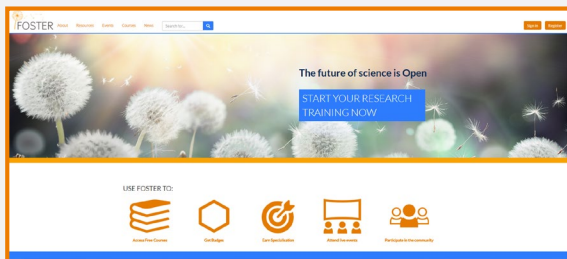 FOSTER Home Resources Events Courses News Search for... Sign in Register
The future of science is Open
START YOUR RESEARCH
TRAINING NOW
USE FOSTER TO:
Access Free Courses Get Badges Earn Specialisation Attend live events Participate in the community